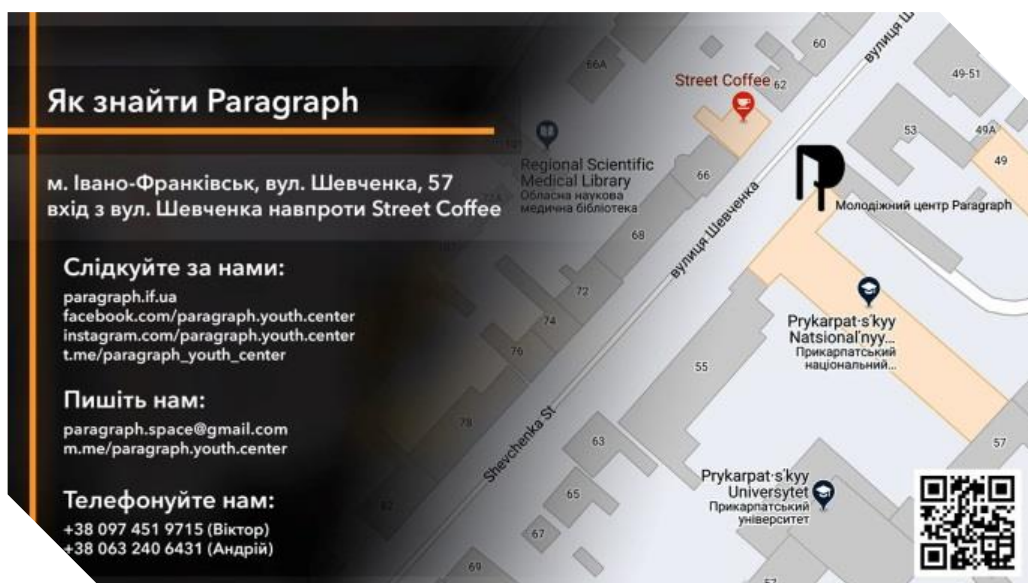 Як знайти Paragraph
м. Івано-Франківськ, вул. Шевченка, 57
вхід з вул. Шевченка навпроти Street Coffee
Слідкуйте за нами:
paragraph.if.ua
facebook.com/paragraph.youth.center
instagram.com/paragraph.youth.center
t.me/paragraph_youth_center
Пишіть нам:
paragraph.space@gmail.com
m.me/paragraph.youth.center
Телефонуйте нам:
+38 097 451 9715 (Віктор)
+38 063 240 6431 (Андрій)
60
66A
Street Coffee
62
49-51
53
49A
49
Regional Scientific
Medical Library
Обласна наукова
медична бібліотека
66
Молодіжний центр Paragraph
вулиця Шевченка
68
72
74
76
78
Prykarpat·s'kyy
Natsional'nyy...
Прикарпатський
національний...
55
57
Shevchenka St
63
65
67
69
Prykarpat·s'kyy
Universytet
Прикарпатський
університет